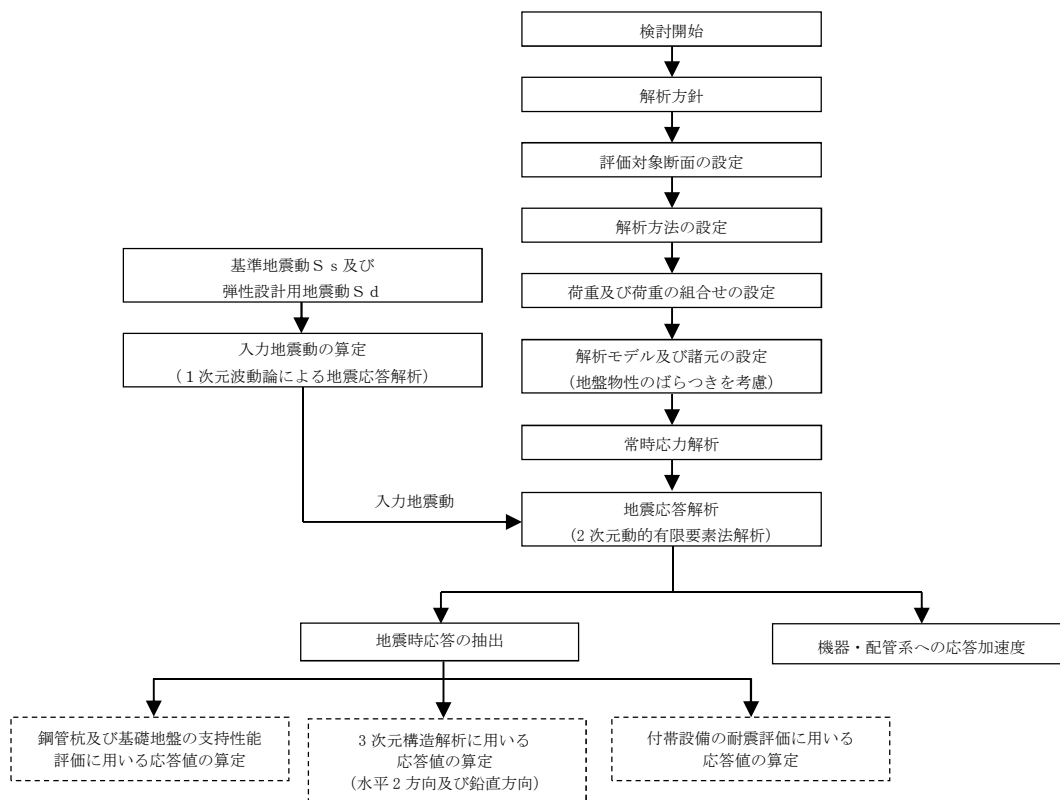 検討開始
解析方針
評価対象断面の設定
解析方法の設定
基準地震動Ｓｓ及び
弾性設計用地震動Ｓｄ
荷重及び荷重の組合せの設定
入力地震動の算定
（１次元波動論による地震応答解析）
解析モデル及び諸元の設定
（地盤物性のばらつきを考慮）
常時応力解析
入力地震動
地震応答解析
（2 次元動的有限要素法解析）
地震時応答の抽出
機器・配管系への応答加速度
鋼管杭及び基礎地盤の支持性能
評価に用いる応答値の算定
3 次元構造解析に用いる
応答値の算定
（水平 2 方向及び鉛直方向）
付帯設備の耐震評価に用いる
応答値の算定